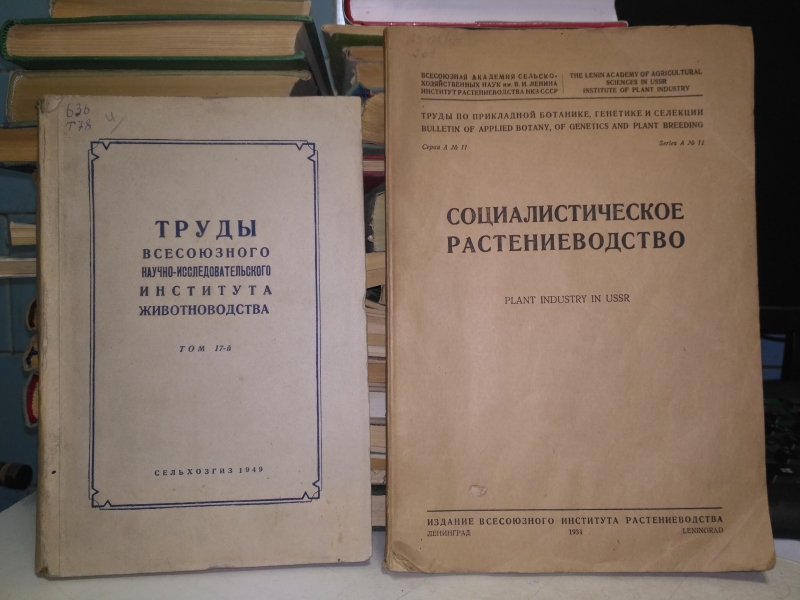 636
Т78
ТРУДЫ
ВСЕСОЮЗНОГО
НАУЧНО-ИССЛЕДОВАТЕЛЬСКОГО
ИНСТИТУТА
ЖИВОТНОВОДСТВА
ТОМ 17-й
СЕЛЬХОЗГИЗ 1949
ВСЕСОЮЗНАЯ АКАДЕМИЯ СЕЛЬСКО-
ХОЗЯЙСТВЕННЫХ НАУК им. В. И. ЛЕНИНА
ИНСТИТУТ РАСТЕНИЕВОДСТВА НКЗ СССР
THE LENIN ACADEMY OF AGRICULTURAL
SCIENCES IN USSR
INSTITUTE OF PLANT INDUSTRY
ТРУДЫ ПО ПРИКЛАДНОЙ БОТАНИКЕ, ГЕНЕТИКЕ И СЕЛЕКЦИИ
BULLETIN OF APPLIED BOTANY, OF GENETICS AND PLANT BREEDING
Серия А № 11
Series A № 11
СОЦИАЛИСТИЧЕСКОЕ
РАСТЕНИЕВОДСТВО
PLANT INDUSTRY IN USSR
ИЗДАНИЕ ВСЕСОЮЗНОГО ИНСТИТУТА РАСТЕНИЕВОДСТВА
ЛЕНИНГРАД 1934 LENINGRAD